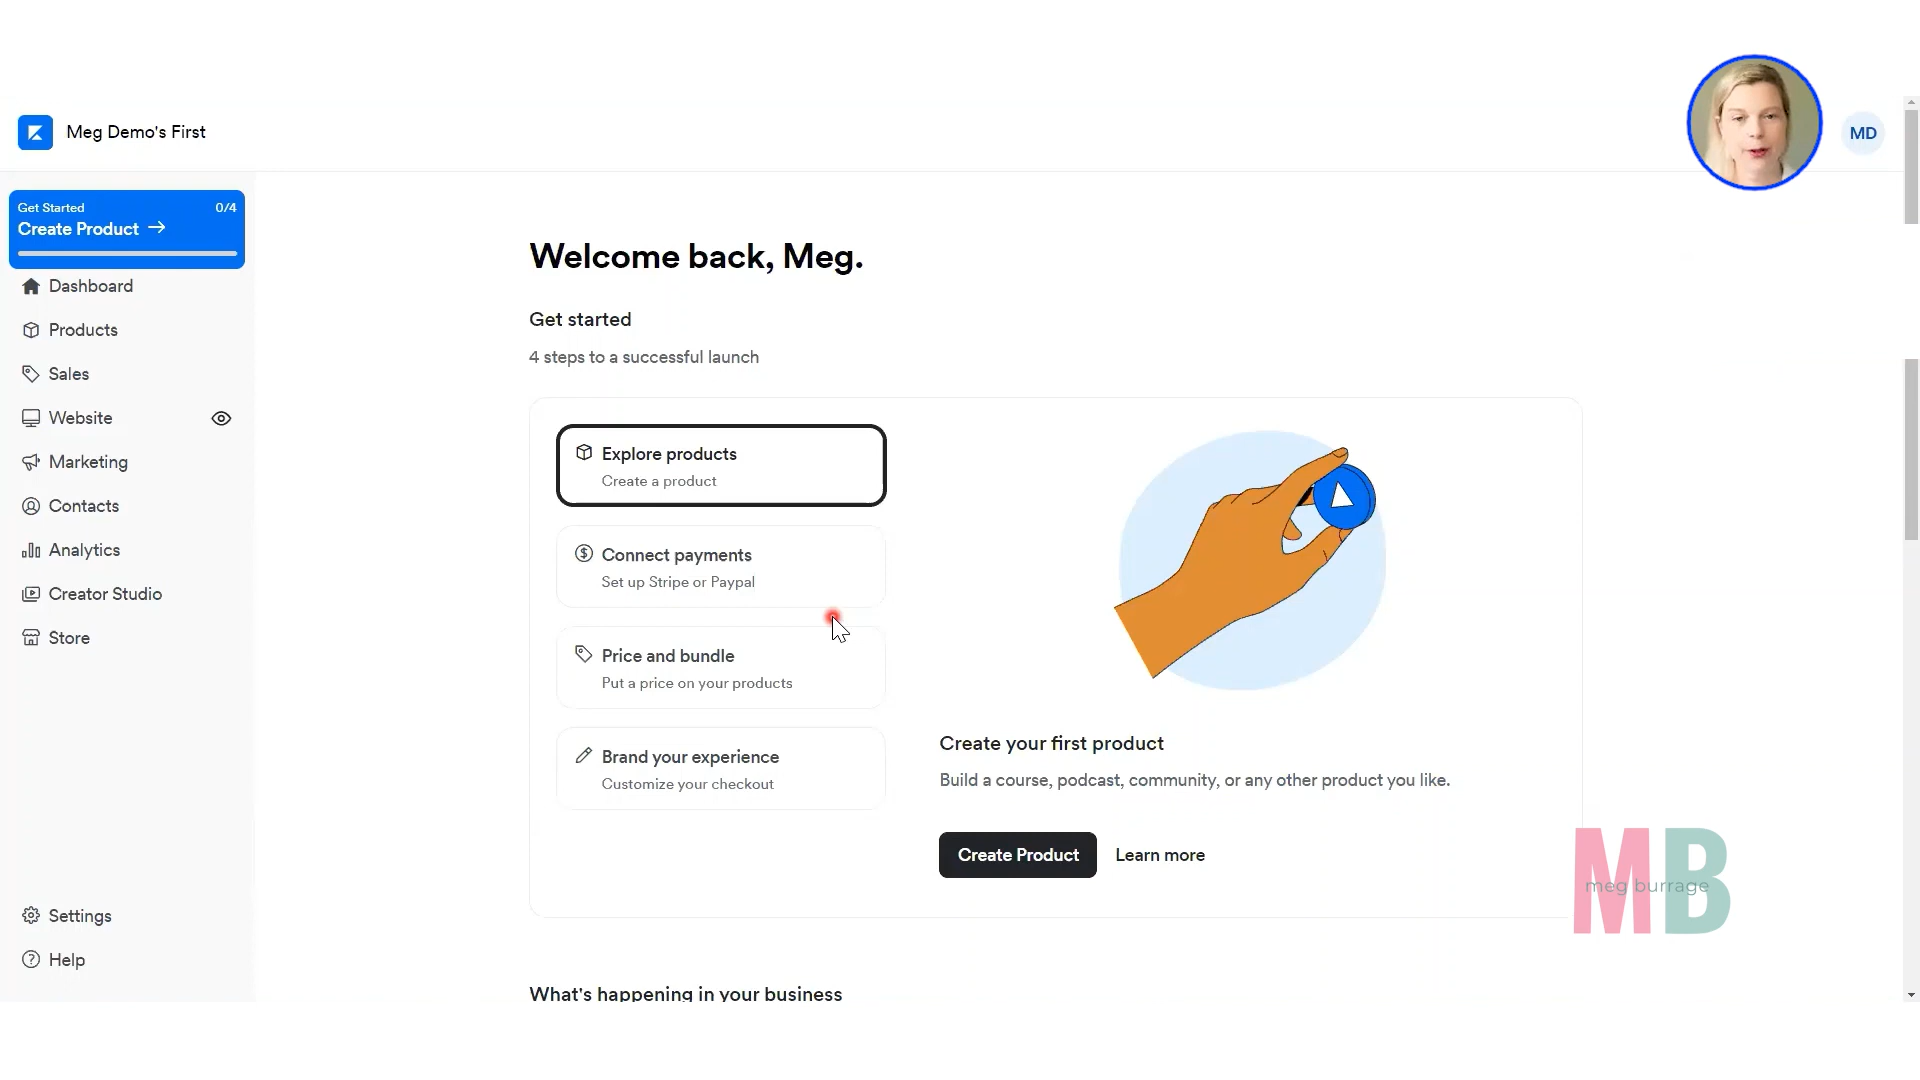 Meg Demo's First
MD
Get Started 0/4
Create Product →
Dashboard
Products
Sales
Website
Marketing
Contacts
Analytics
Creator Studio
Store
Settings
Help
Welcome back, Meg.
Get started
4 steps to a successful launch
Explore products
Create a product
Connect payments
Set up Stripe or Paypal
Price and bundle
Put a price on your products
Brand your experience
Customize your checkout
Create your first product
Build a course, podcast, community, or any other product you like.
Create Product Learn more
What's happening in your business
MB
meg burrage